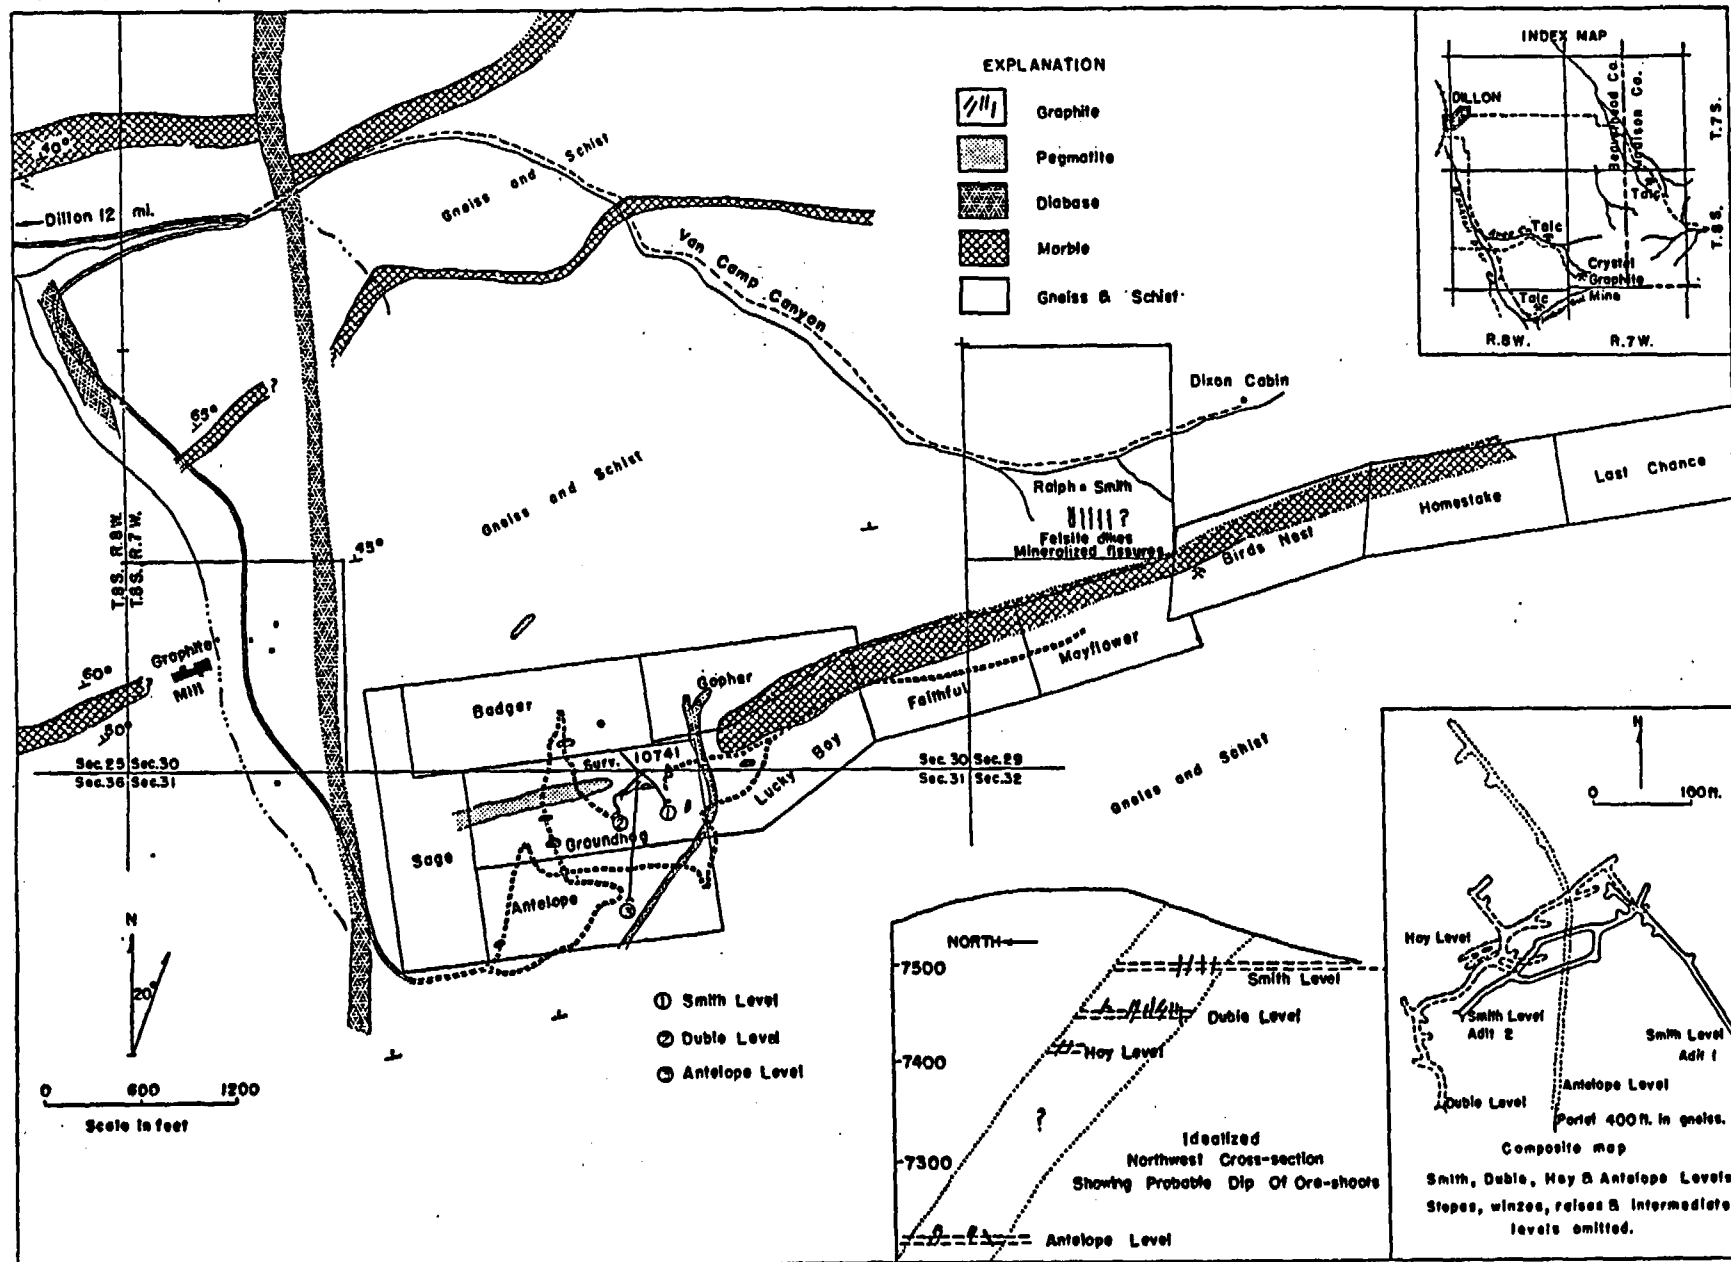 EXPLANATION
Graphite
Pegmatite
Diabase
Marble
Gneiss & Schist
INDEX MAP
DILLON
Beaverhead Co.
Madison Co.
T.7S.
T.8S.
Talc
Talc
Crystal
Graphite
Mine
Talc
R.8W.
R.7W.
40°
Dillon 12 mi.
Gneiss and Schist
Van Camp Canyon
65°
?
Gneiss and Schist
Dixon Cabin
Ralph Smith
?
Felsite dikes
Mineralized fissures
Birds Nest
Homestake
Last Chance
T.8S. R.8W.
T.8S. R.7W.
45°
60°
?
50°
Graphite
Mill
Badger
Gopher
Faithful
Mayflower
Lucky Boy
Surv. 10741
Sec.25 Sec.30
Sec.36 Sec.31
Sec.30 Sec.29
Sec.31 Sec.32
Gneiss and Schist
Sage
Groundhog
Antelope
1
2
3
N
20°
0 600 1200
Scale in feet
① Smith Level
② Duble Level
③ Antelope Level
NORTH
7500
7400
7300
Smith Level
Duble Level
Hoy Level
?
Antelope Level
Idealized
Northwest Cross-section
Showing Probable Dip Of Ore-shoots
N
0 100 ft.
Hoy Level
Smith Level
Adit 2
Smith Level
Adit 1
Duble Level
Antelope Level
Portal 400 ft. in gneiss.
Composite map
Smith, Duble, Hoy & Antelope Levels
Stopes, winzes, raises & intermediate
levels omitted.